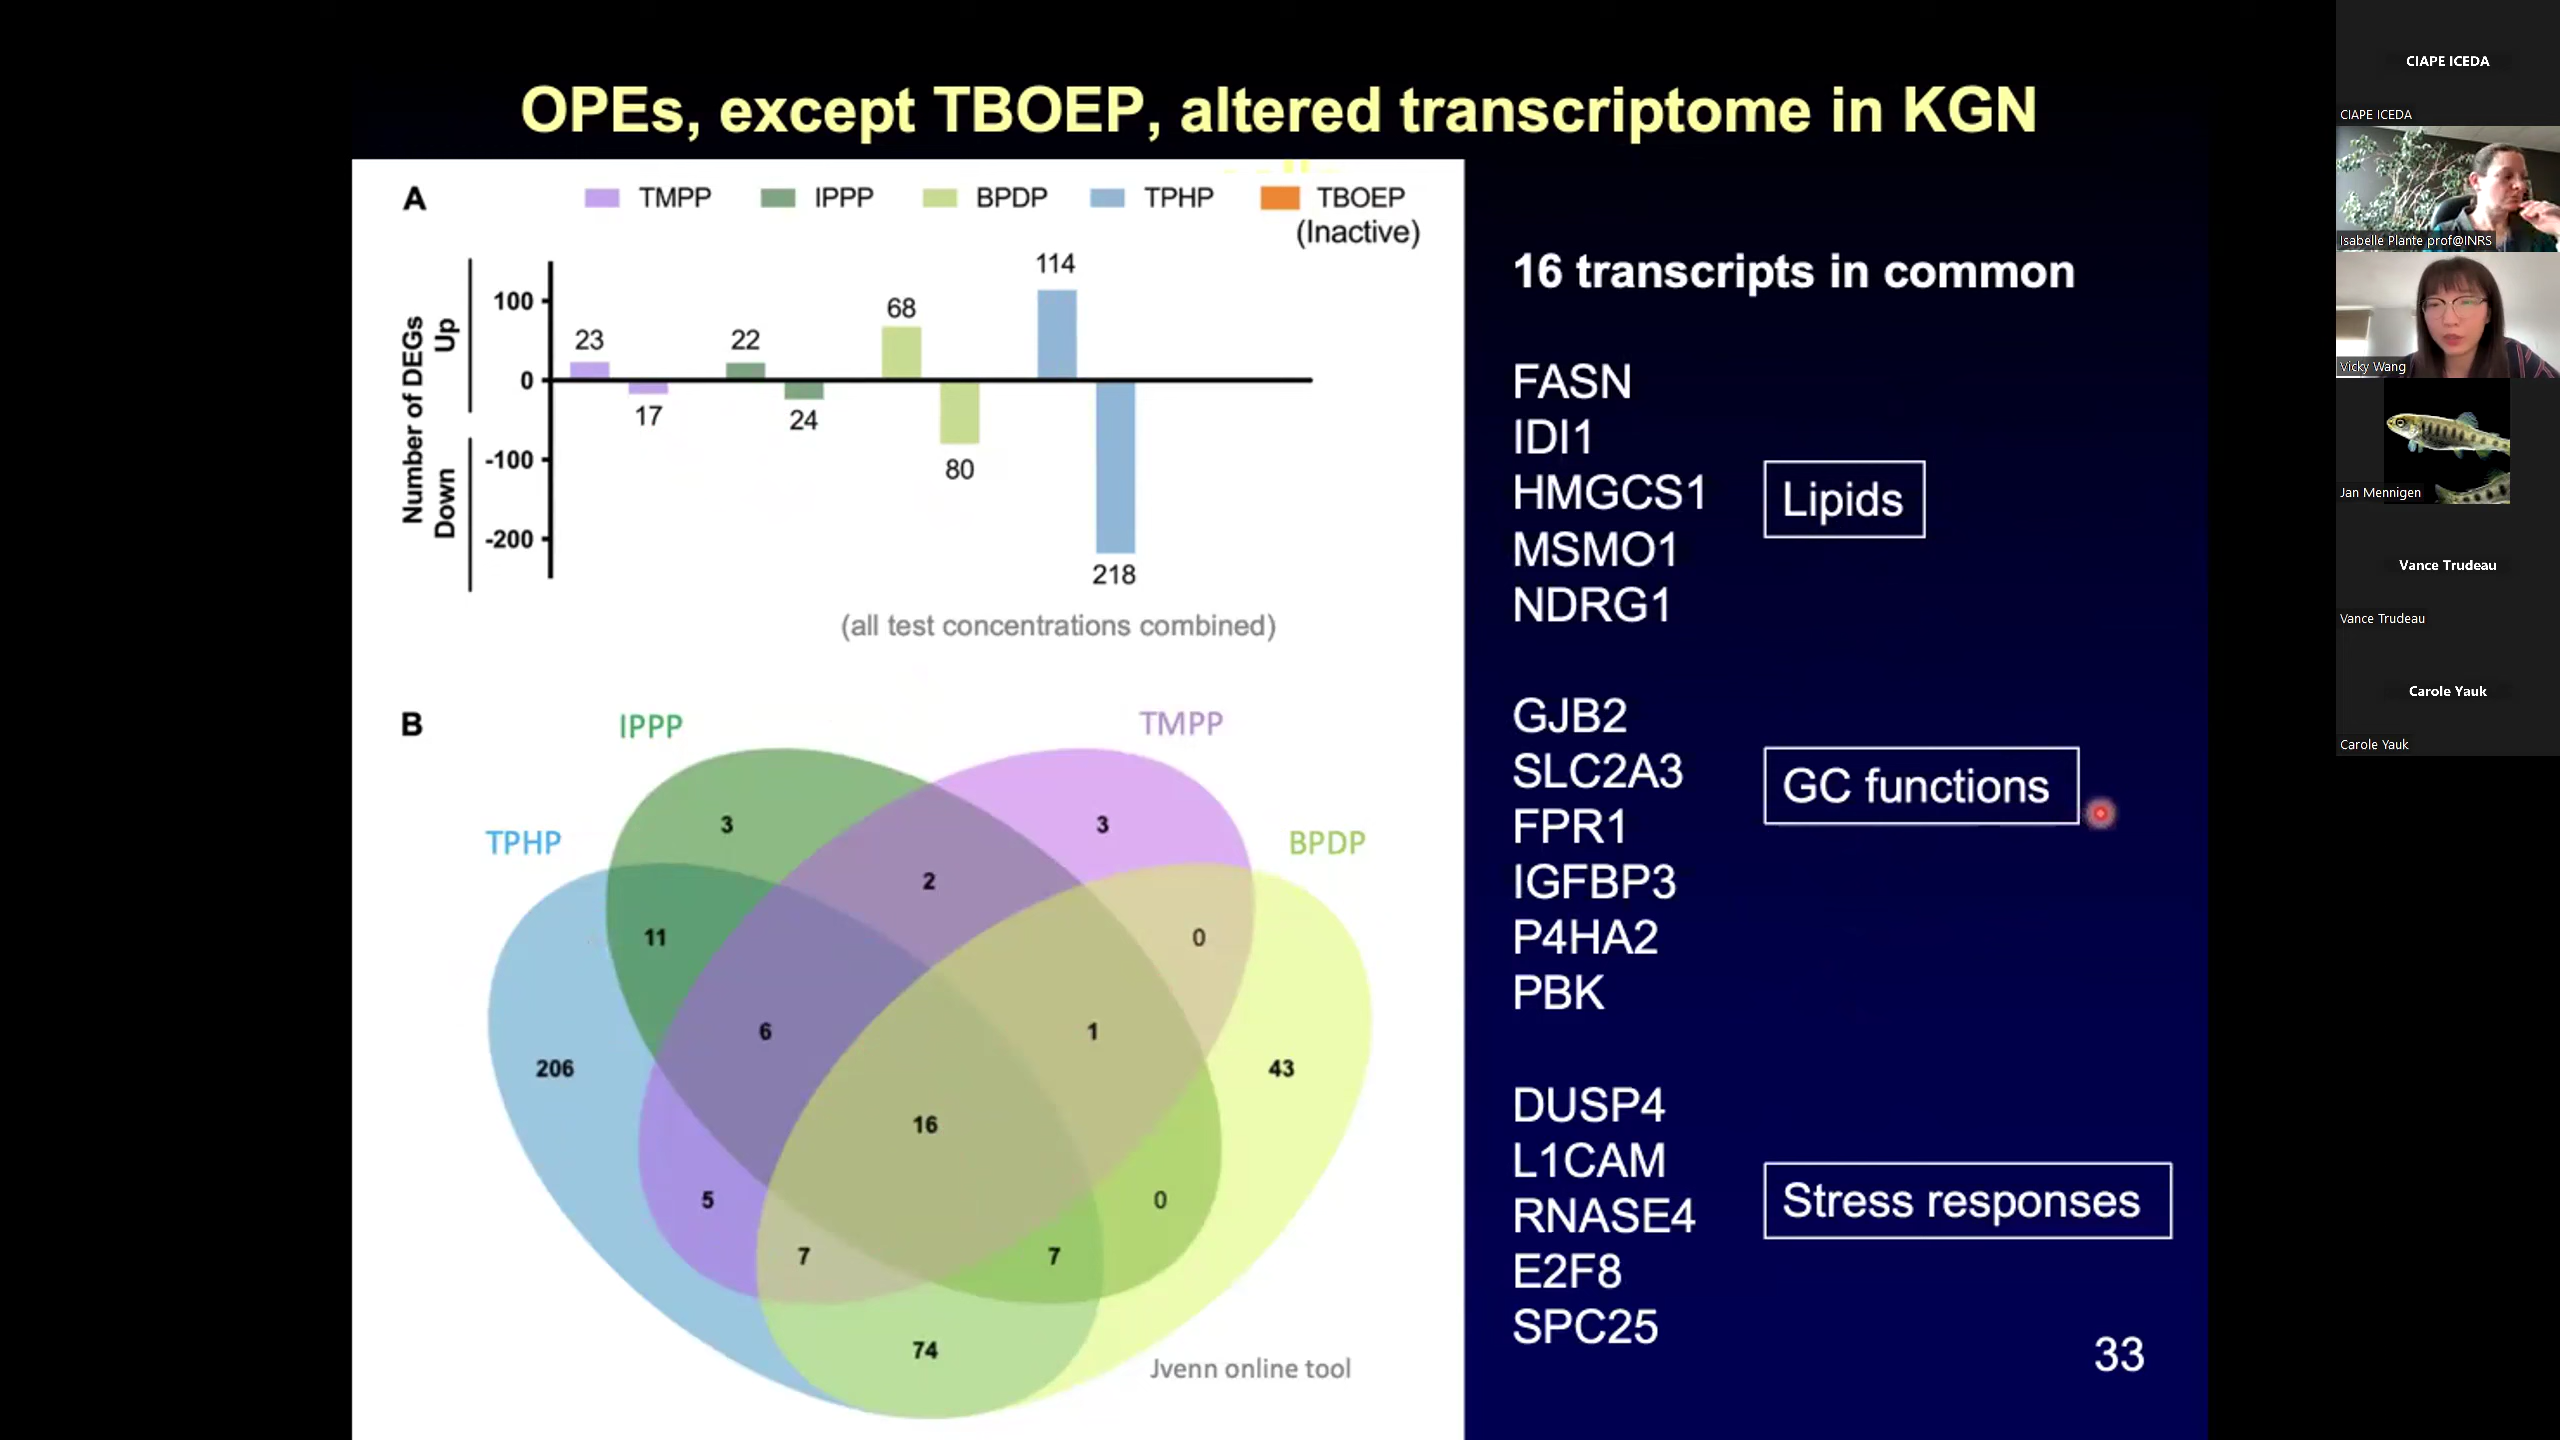 OPEs, except TBOEP, altered transcriptome in KGN
A
TMPP
IPPP
BPDP
TPHP
TBOEP
(Inactive)
Number of DEGs
Up
Down
100
0
-100
-200
23
17
22
24
68
80
114
218
(all test concentrations combined)
B
IPPP
TMPP
TPHP
BPDP
3
3
2
11
0
6
1
206
43
16
5
0
7
7
74
Jvenn online tool
16 transcripts in common
FASN
IDI1
HMGCS1
MSMO1
NDRG1
Lipids
GJB2
SLC2A3
FPR1
IGFBP3
P4HA2
PBK
GC functions
DUSP4
L1CAM
RNASE4
E2F8
SPC25
Stress responses
33
CIAPE ICEDA
CIAPE ICEDA
Isabelle Plante prof@INRS
Vicky Wang
Jan Mennigen
Vance Trudeau
Vance Trudeau
Carole Yauk
Carole Yauk